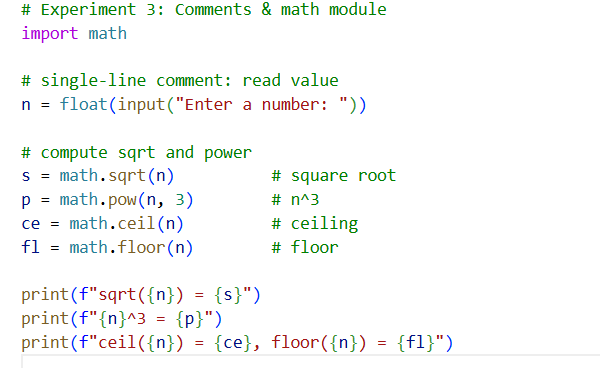 # Experiment 3: Comments & math module
import math
# single-line comment: read value
n = float(input("Enter a number: "))
# compute sqrt and power
s = math.sqrt(n)          # square root
p = math.pow(n, 3)        # n^3
ce = math.ceil(n)         # ceiling
fl = math.floor(n)        # floor
print(f"sqrt({n}) = {s}")
print(f"{n}^3 = {p}")
print(f"ceil({n}) = {ce}, floor({n}) = {fl}")